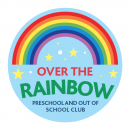 OVER THE
RAINBOW
PRESCHOOL AND OUT OF
SCHOOL CLUB